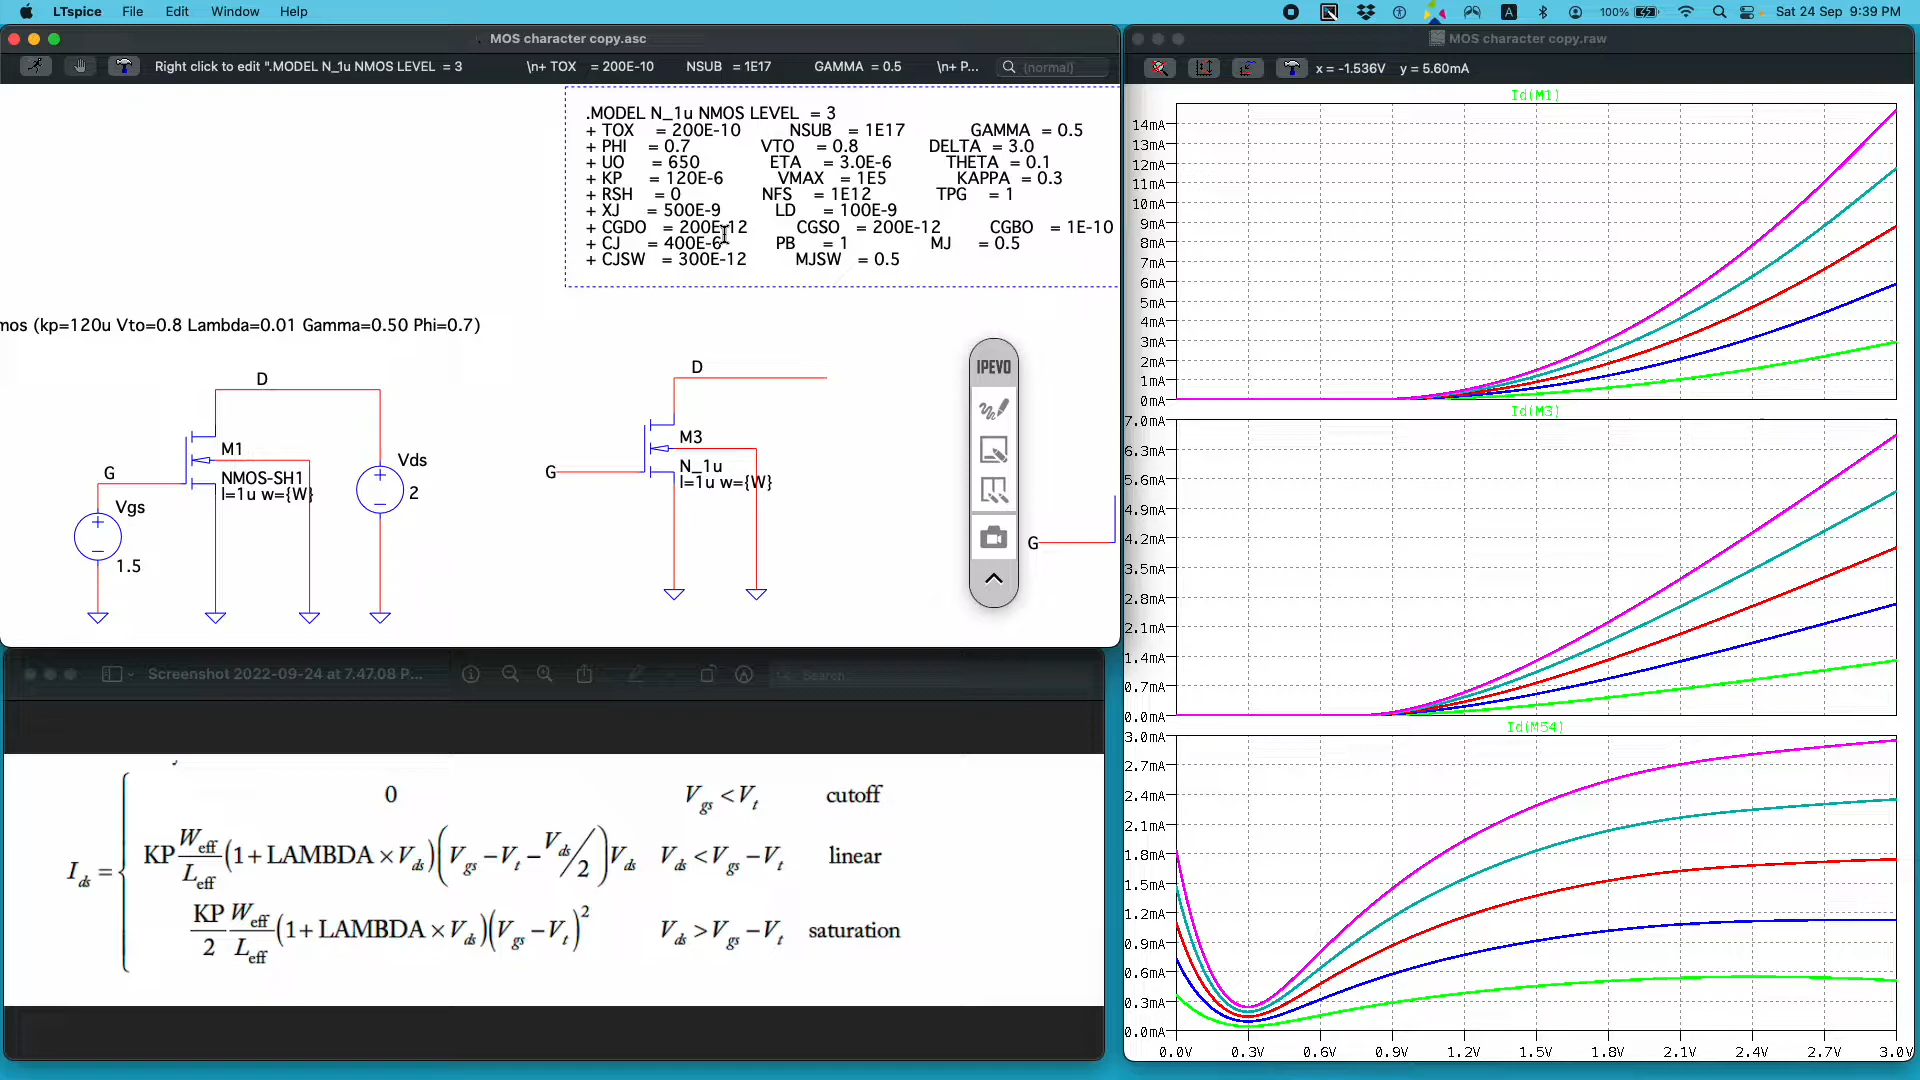 LTspice File Edit Window Help 100% A Sat 24 Sep 9:39 PM
MOS character copy.asc
Right click to edit ".MODEL N_1u NMOS LEVEL = 3 \n+ TOX = 200E-10 NSUB = 1E17 GAMMA = 0.5 \n+ P... (normal)
.MODEL N_1u NMOS LEVEL = 3
+ TOX = 200E-10 NSUB = 1E17 GAMMA = 0.5
+ PHI = 0.7 VTO = 0.8 DELTA = 3.0
+ UO = 650 ETA = 3.0E-6 THETA = 0.1
+ KP = 120E-6 VMAX = 1E5 KAPPA = 0.3
+ RSH = 0 NFS = 1E12 TPG = 1
+ XJ = 500E-9 LD = 100E-9
+ CGDO = 200E-12 CGSO = 200E-12 CGBO = 1E-10
+ CJ = 400E-6 PB = 1 MJ = 0.5
+ CJSW = 300E-12 MJSW = 0.5
mos (kp=120u Vto=0.8 Lambda=0.01 Gamma=0.50 Phi=0.7)
D
M1
NMOS-SH1
l=1u w={W}
G
Vgs
1.5
Vds
2
D
M3
N_1u
l=1u w={W}
G
IPEVO
G
Screenshot 2022-09-24 at 7.47.08 P... Search
I_ds =
0 V_gs < V_t cutoff
KP W_eff/L_eff (1+LAMBDA×V_ds)(V_gs − V_t − V_ds/2)V_ds V_ds < V_gs − V_t linear
KP/2 W_eff/L_eff (1+LAMBDA×V_ds)(V_gs − V_t)^2 V_ds > V_gs − V_t saturation
MOS character copy.raw
x = -1.536V y = 5.60mA
Id(M1)
14mA
13mA
12mA
11mA
10mA
9mA
8mA
7mA
6mA
5mA
4mA
3mA
2mA
1mA
0mA
Id(M3)
7.0mA
6.3mA
5.6mA
4.9mA
4.2mA
3.5mA
2.8mA
2.1mA
1.4mA
0.7mA
0.0mA
Id(M54)
3.0mA
2.7mA
2.4mA
2.1mA
1.8mA
1.5mA
1.2mA
0.9mA
0.6mA
0.3mA
0.0mA
0.0V 0.3V 0.6V 0.9V 1.2V 1.5V 1.8V 2.1V 2.4V 2.7V 3.0V